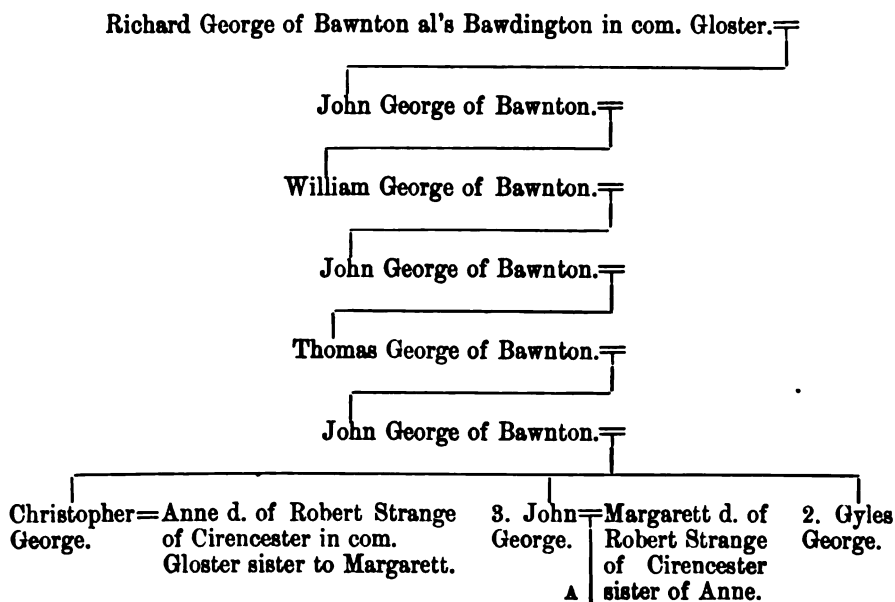 Richard George of Bawnton al's Bawdington in com. Gloster.
John George of Bawnton.
William George of Bawnton.
John George of Bawnton.
Thomas George of Bawnton.
John George of Bawnton.
Christopher=Anne d. of Robert Strange
George. of Cirencester in com.
Gloster sister to Margarett.
3. John=Margarett d. of
George. Robert Strange
of Cirencester
A sister of Anne.
2. Gyles
George.